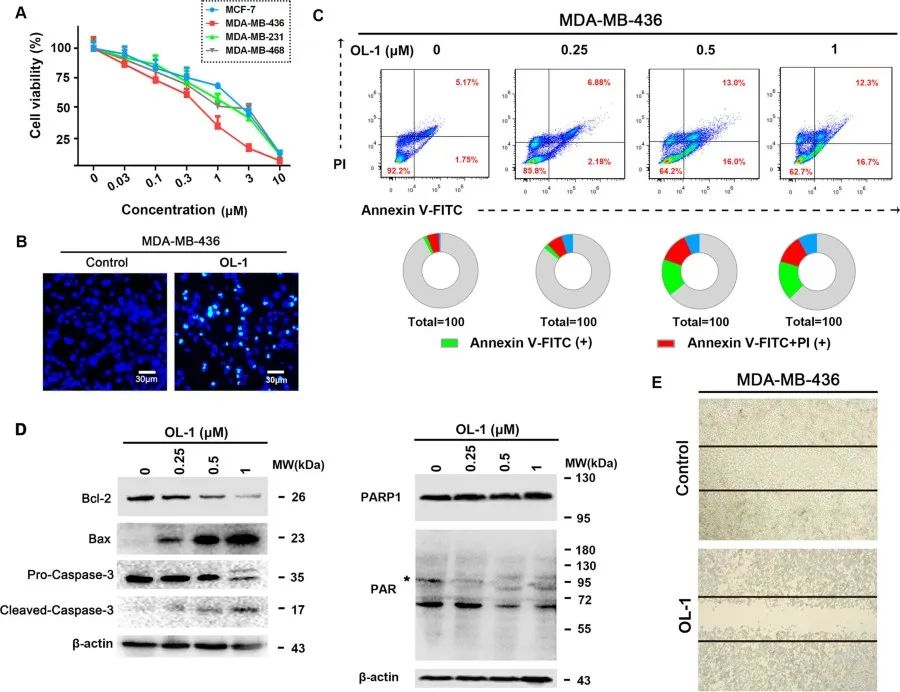 A
MCF-7
MDA-MB-436
MDA-MB-231
MDA-MB-468
Cell viability (%)
100
75
50
25
0 0.03 0.1 0.3 1 3 10
Concentration (μM)
B
MDA-MB-436
Control OL-1
30μm 30μm
C
MDA-MB-436
OL-1 (μM) 0 0.25 0.5 1
5.17% 6.88% 13.0% 12.3%
1.75% 2.18% 16.0% 16.7%
92.2% 85.8% 64.2% 62.7%
PI
Annexin V-FITC
Total=100 Total=100 Total=100 Total=100
Annexin V-FITC (+) Annexin V-FITC+PI (+)
D
OL-1 (μM)
0 0.25 0.5 1 MW(kDa)
Bcl-2 26
Bax 23
Pro-Caspase-3 35
Cleaved-Caspase-3 17
β-actin 43
OL-1 (μM)
0 0.25 0.5 1 MW(kDa)
130
PARP1
95
180
130
* 95
PAR
72
55
β-actin 43
E
MDA-MB-436
Control
OL-1